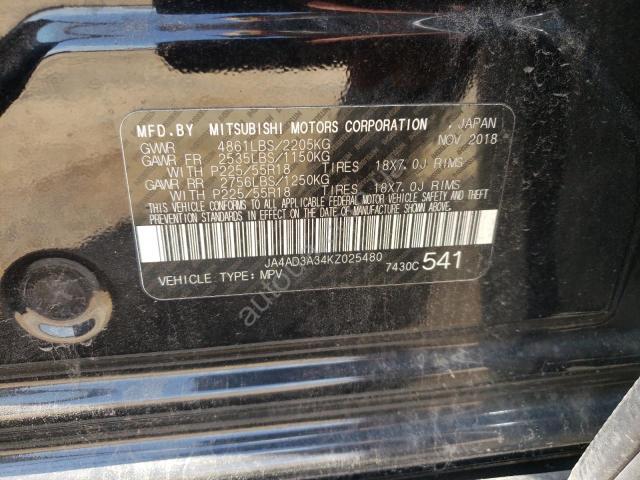 MFD.BY MITSUBISHI MOTORS CORPORATION , JAPAN
GVWR 4861LBS/2205KG NOV 2018
GAWR FR 2535LBS/1150KG
WITH P225/55R18 TIRES 18X7.0J RIMS
GAWR RR 2756LBS/1250KG
WITH P225/55R18 TIRES 18X7.0J RIMS
THIS VEHICLE CONFORMS TO ALL APPLICABLE FEDERAL MOTOR VEHICLE SAFETY AND THEFT
PREVENTION STANDARDS IN EFFECT ON THE DATE OF MANUFACTURE SHOWN ABOVE.
JA4AD3A34KZ025480 7430C 541
VEHICLE TYPE: MPV